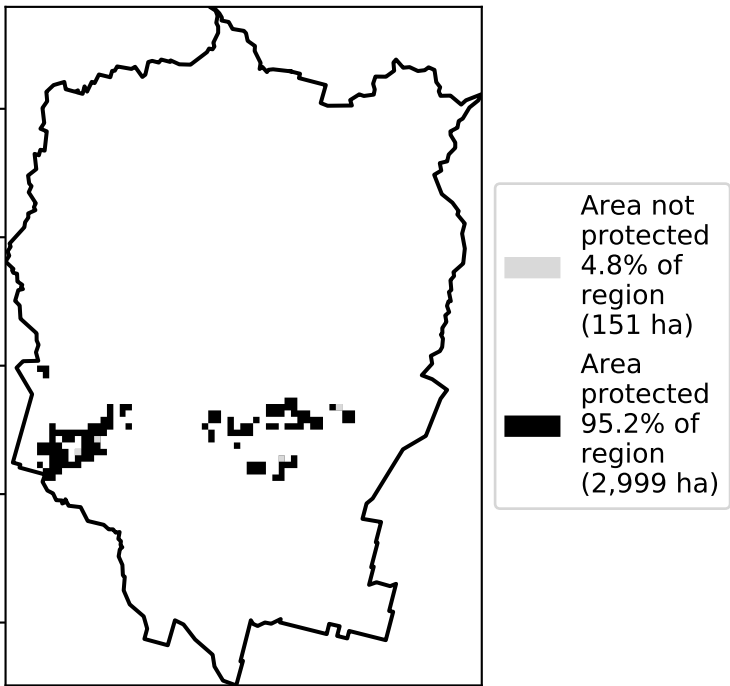 Area not
protected
4.8% of
region
(151 ha)
Area
protected
95.2% of
region
(2,999 ha)